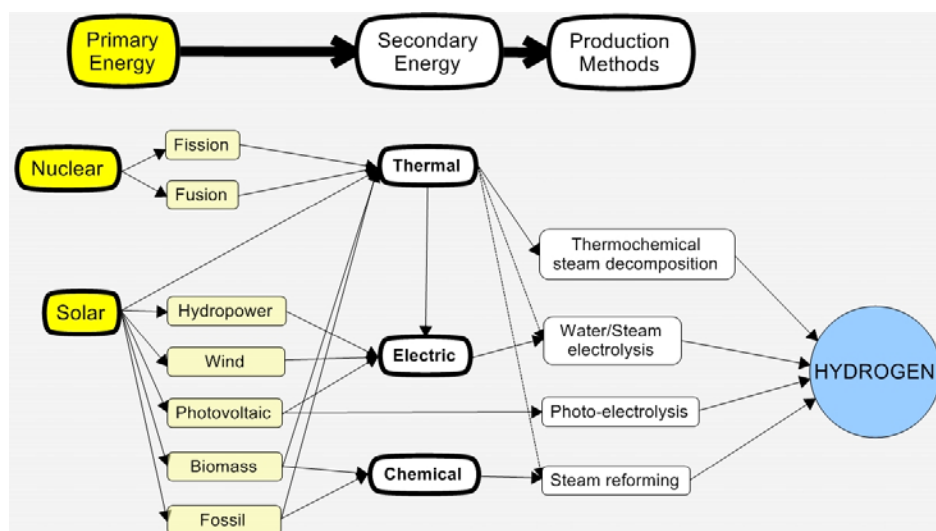 Primary
Energy
Secondary
Energy
Production
Methods
Nuclear
Fission
Fusion
Thermal
Thermochemical
steam decomposition
Solar
Hydropower
Wind
Electric
Water/Steam
electrolysis
HYDROGEN
Photovoltaic
Photo-electrolysis
Biomass
Chemical
Steam reforming
Fossil